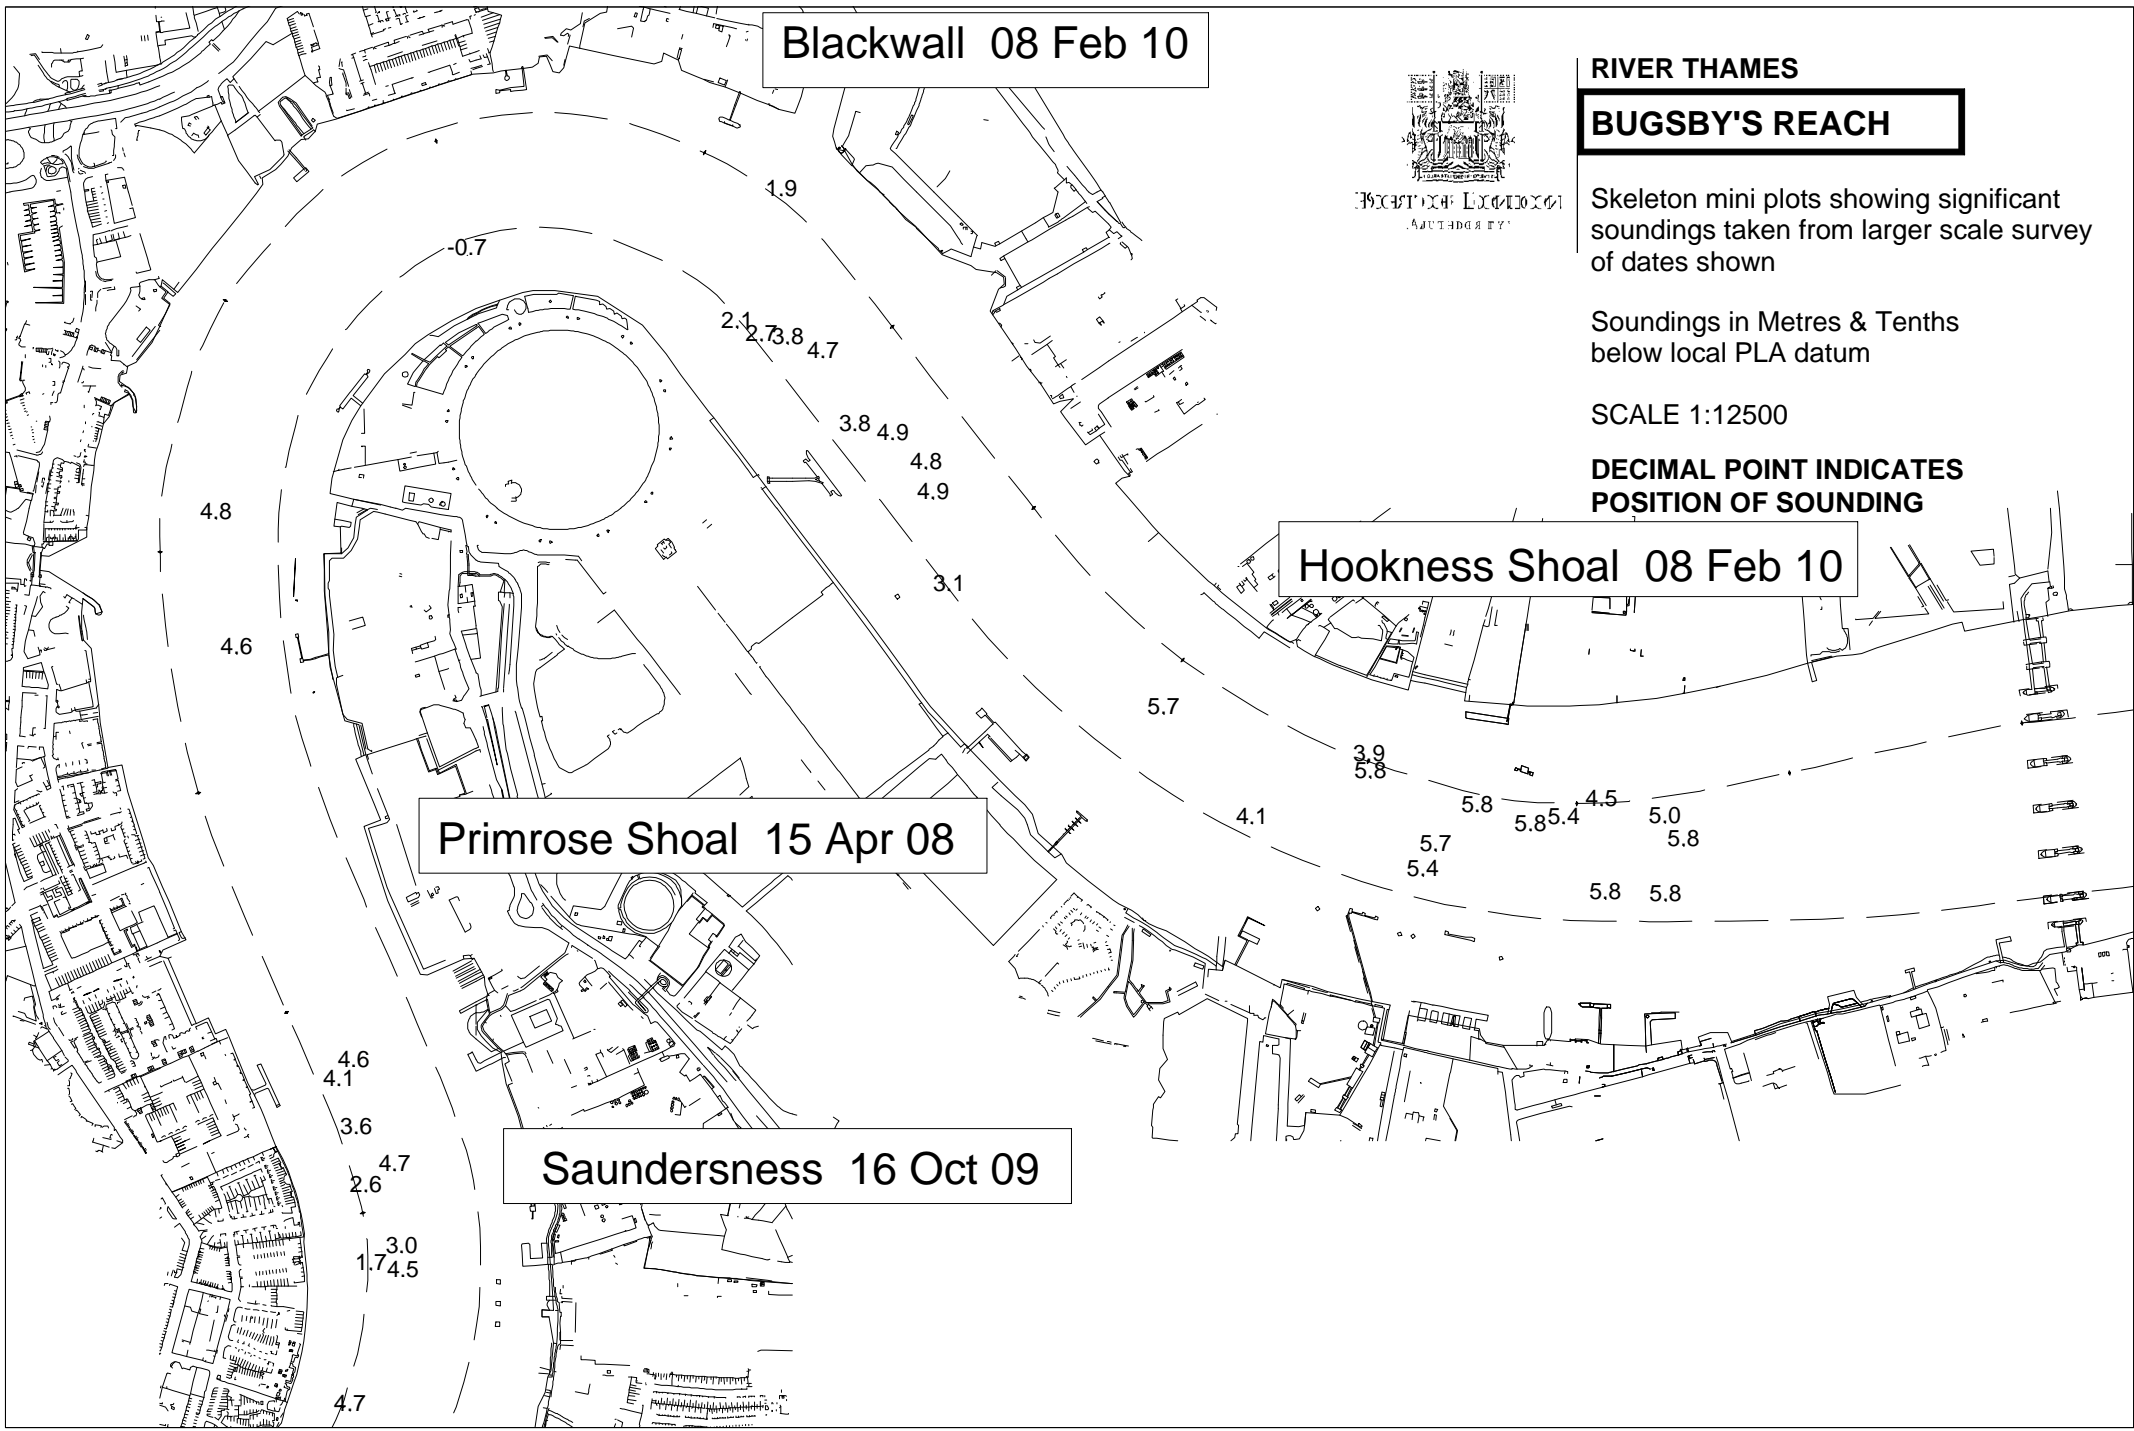 Blackwall 08 Feb 10
RIVER THAMES
BUGSBY'S REACH
Skeleton mini plots showing significant
soundings taken from larger scale survey
of dates shown
Soundings in Metres & Tenths
below local PLA datum
SCALE 1:12500
DECIMAL POINT INDICATES
POSITION OF SOUNDING
Hookness Shoal 08 Feb 10
Primrose Shoal 15 Apr 08
Saundersness 16 Oct 09
1.9
-0.7
2.1
2.7
3.8
4.7
3.8
4.9
4.8
4.9
4.8
3.1
4.6
5.7
3.9
5.8
4.1
5.8
5.8
5.4
4.5
5.0
5.8
5.7
5.4
5.8
5.8
4.6
4.1
3.6
4.7
2.6
3.0
1.7
4.5
4.7